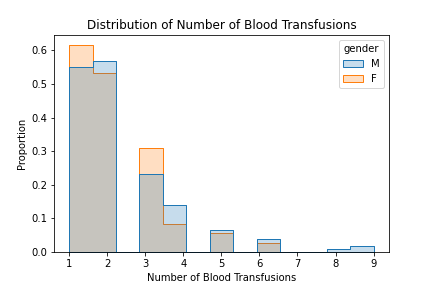 Distribution of Number of Blood Transfusions
gender
M
F
0.6
0.5
0.4
0.3
0.2
0.1
0.0
Proportion
1 2 3 4 5 6 7 8 9
Number of Blood Transfusions